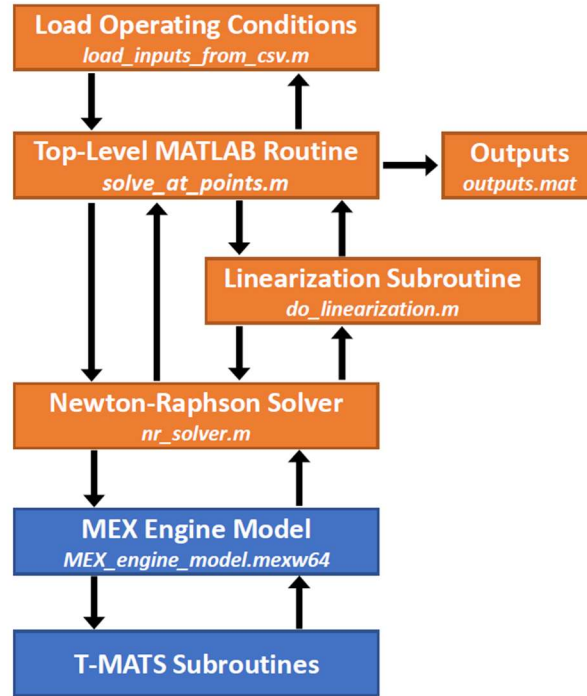 Load Operating Conditions
load_inputs_from_csv.m
Top-Level MATLAB Routine
solve_at_points.m
Outputs
outputs.mat
Linearization Subroutine
do_linearization.m
Newton-Raphson Solver
nr_solver.m
MEX Engine Model
MEX_engine_model.mexw64
T-MATS Subroutines